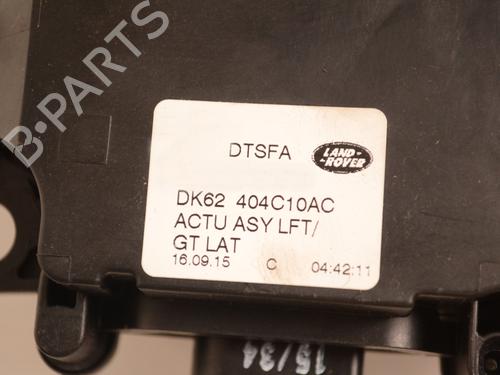 B-PARTS
DTSFA
LAND-
ROVER
DK62 404C10AC
ACTU ASY LFT/
GT LAT
16.09.15 C 04:42:11
15/34